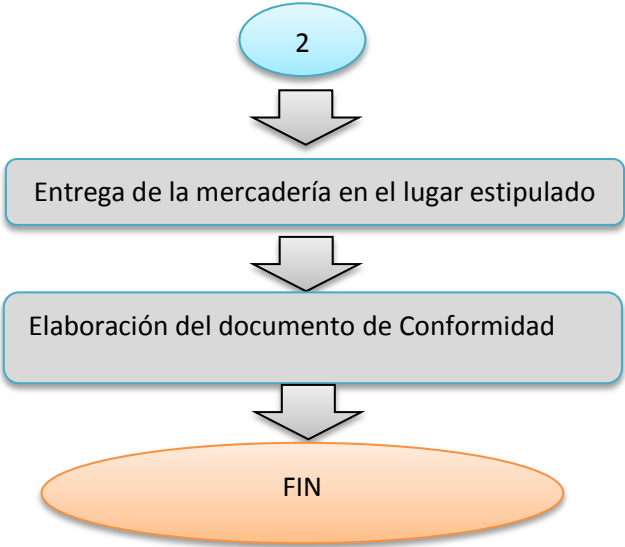 2
Entrega de la mercadería en el lugar estipulado
Elaboración del documento de Conformidad
FIN